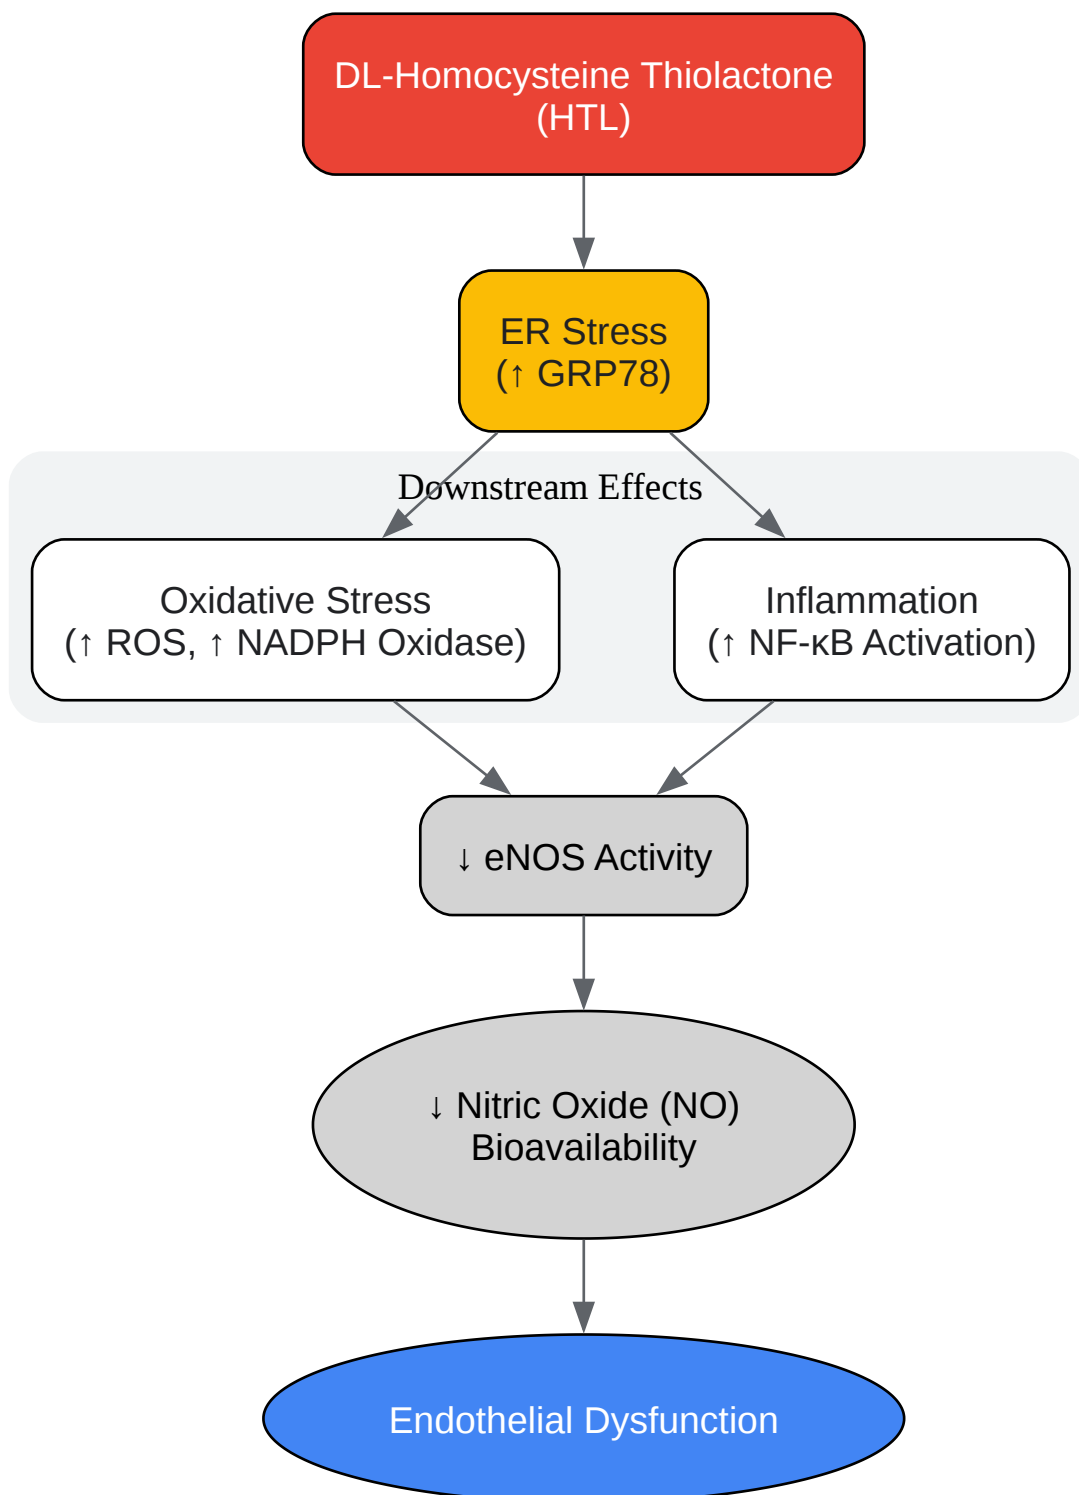 DL-Homocysteine Thiolactone
(HTL)
ER Stress
(↑ GRP78)
Downstream Effects
Oxidative Stress
(↑ ROS, ↑ NADPH Oxidase)
Inflammation
(↑ NF-κB Activation)
↓ eNOS Activity
↓ Nitric Oxide (NO)
Bioavailability
Endothelial Dysfunction